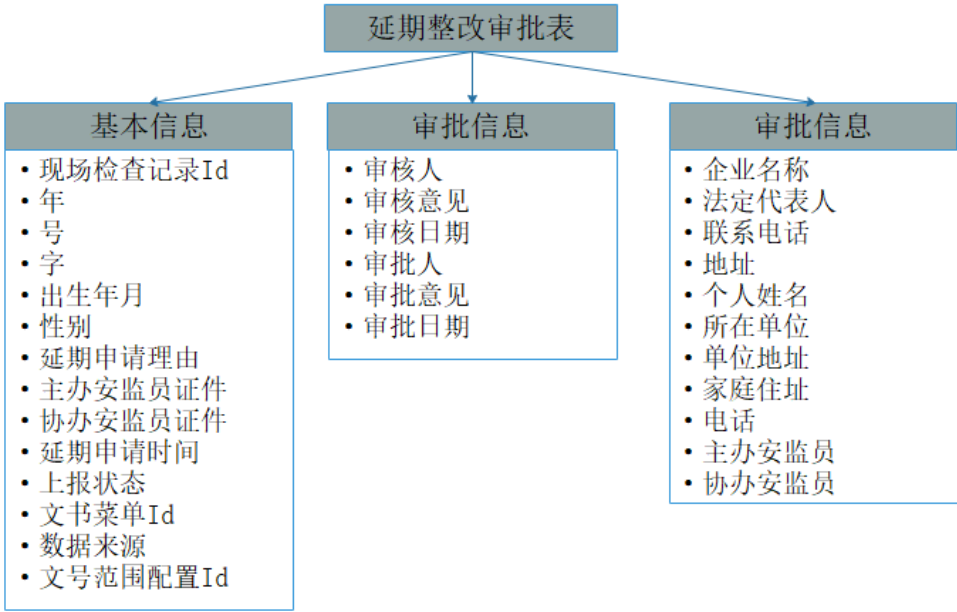 延期整改审批表
基本信息
• 现场检查记录Id
• 年
• 号
• 字
• 出生年月
• 性别
• 延期申请理由
• 主办安监员证件
• 协办安监员证件
• 延期申请时间
• 上报状态
• 文书菜单Id
• 数据来源
• 文号范围配置Id
审批信息
• 审核人
• 审核意见
• 审核日期
• 审批人
• 审批意见
• 审批日期
审批信息
• 企业名称
• 法定代表人
• 联系电话
• 地址
• 个人姓名
• 所在单位
• 单位地址
• 家庭住址
• 电话
• 主办安监员
• 协办安监员